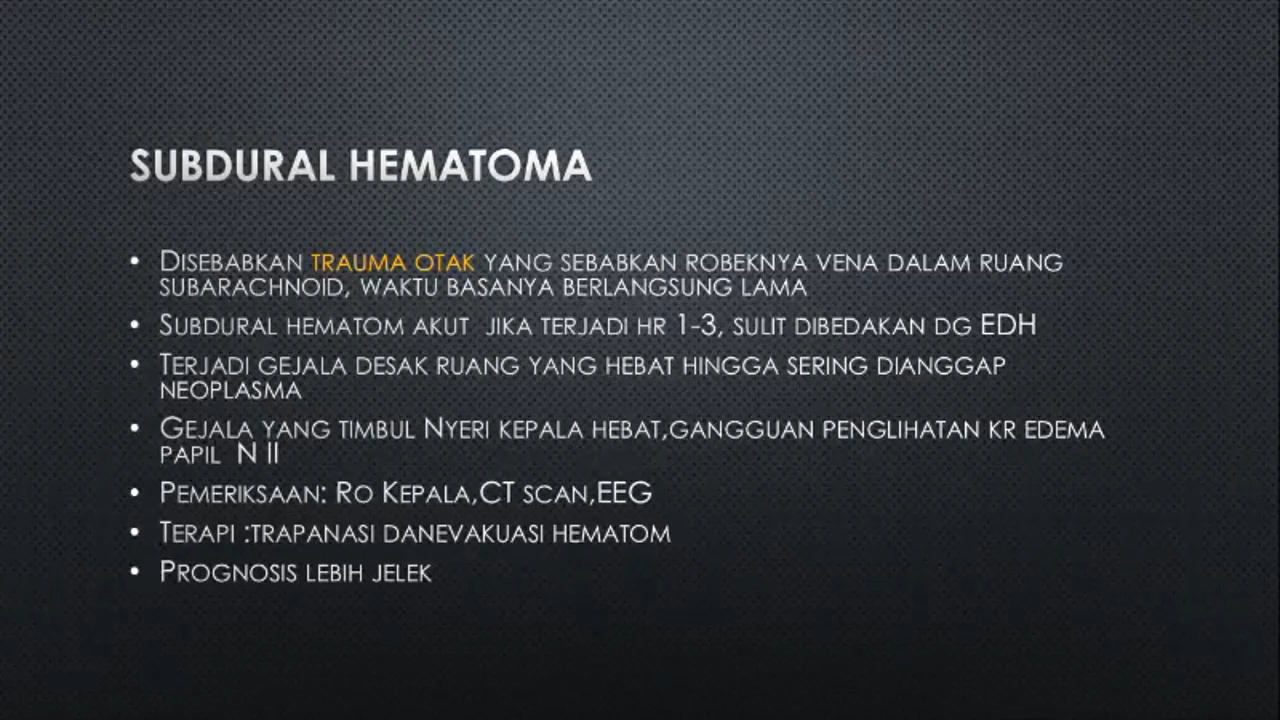 SUBDURAL HEMATOMA
• DISEBABKAN TRAUMA OTAK YANG SEBABKAN ROBEKNYA VENA DALAM RUANG
SUBARACHNOID, WAKTU BASANYA BERLANGSUNG LAMA
• SUBDURAL HEMATOM AKUT JIKA TERJADI HR 1-3, SULIT DIBEDAKAN DG EDH
• TERJADI GEJALA DESAK RUANG YANG HEBAT HINGGA SERING DIANGGAP
NEOPLASMA
• GEJALA YANG TIMBUL NYERI KEPALA HEBAT,GANGGUAN PENGLIHATAN KR EDEMA
PAPIL N II
• PEMERIKSAAN: RO KEPALA,CT SCAN,EEG
• TERAPI :TRAPANASI DANEVAKUASI HEMATOM
• PROGNOSIS LEBIH JELEK